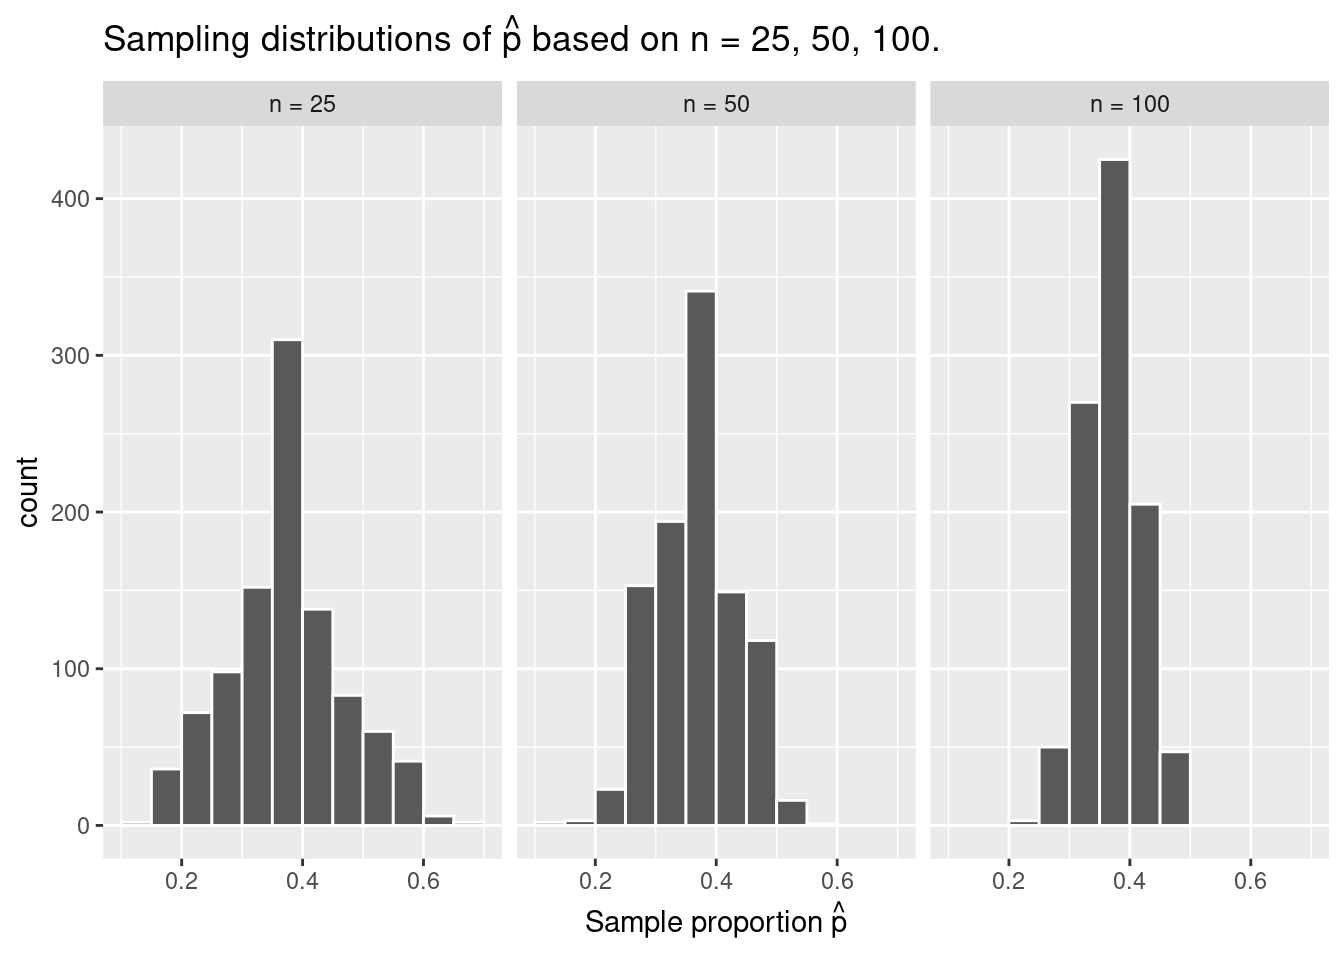 Sampling distributions of p̂ based on n = 25, 50, 100.
n = 25
n = 50
n = 100
400
300
200
100
0
count
0.2 0.4 0.6
0.2 0.4 0.6
0.2 0.4 0.6
Sample proportion p̂